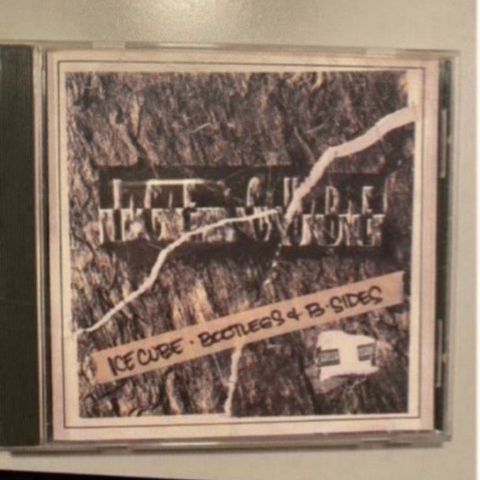 ICE CUBE
ICE CUBE · BOOTLEGS & B·SIDES